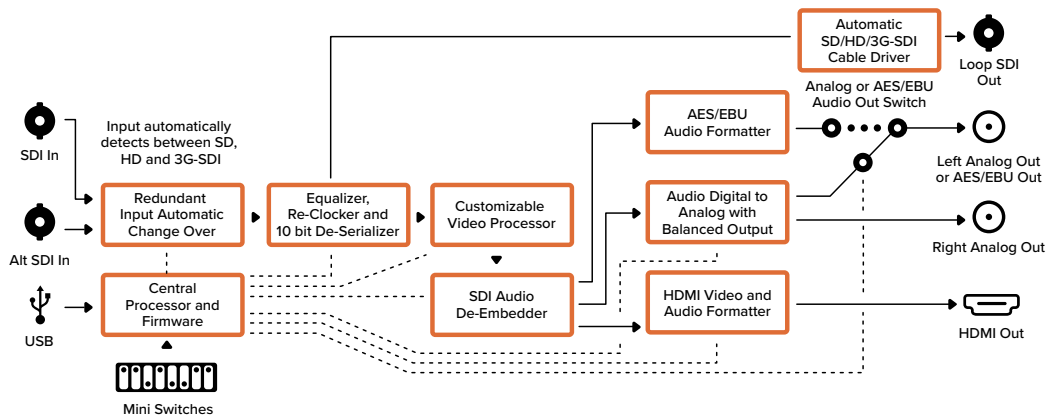 Automatic
SD/HD/3G-SDI
Cable Driver
Loop SDI
Out
Analog or AES/EBU
Audio Out Switch
AES/EBU
Audio Formatter
SDI In
Input automatically
detects between SD,
HD and 3G-SDI
Left Analog Out
or AES/EBU Out
Redundant
Input Automatic
Change Over
Equalizer,
Re-Clocker and
10 bit De-Serializer
Customizable
Video Processor
Audio Digital to
Analog with
Balanced Output
Right Analog Out
Alt SDI In
Central
Processor and
Firmware
SDI Audio
De-Embedder
HDMI Video and
Audio Formatter
USB
HDMI Out
Mini Switches